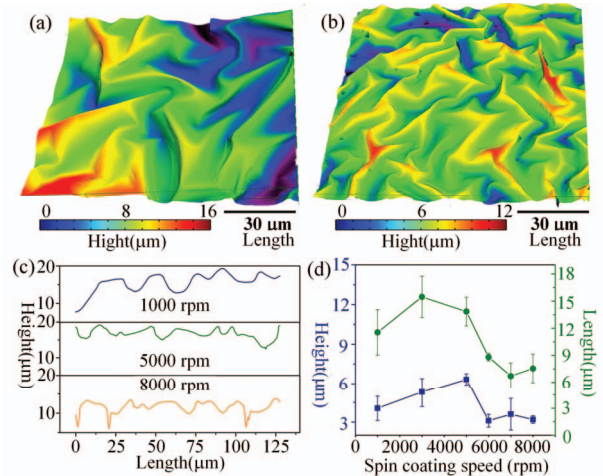 (a)
(b)
0 8 16
Hight(μm)
30 μm
Length
0 6 12
Hight(μm)
30 μm
Length
(c)
20
10
1000 rpm
20
10
5000 rpm
20
10
8000 rpm
0 25 50 75 100 125
Height(μm)
Length(μm)
(d)
15
12
9
6
3
Height(μm)
18
15
12
9
6
3
0
Length(μm)
0 2000 4000 6000 8000
Spin coating speed (rpm)